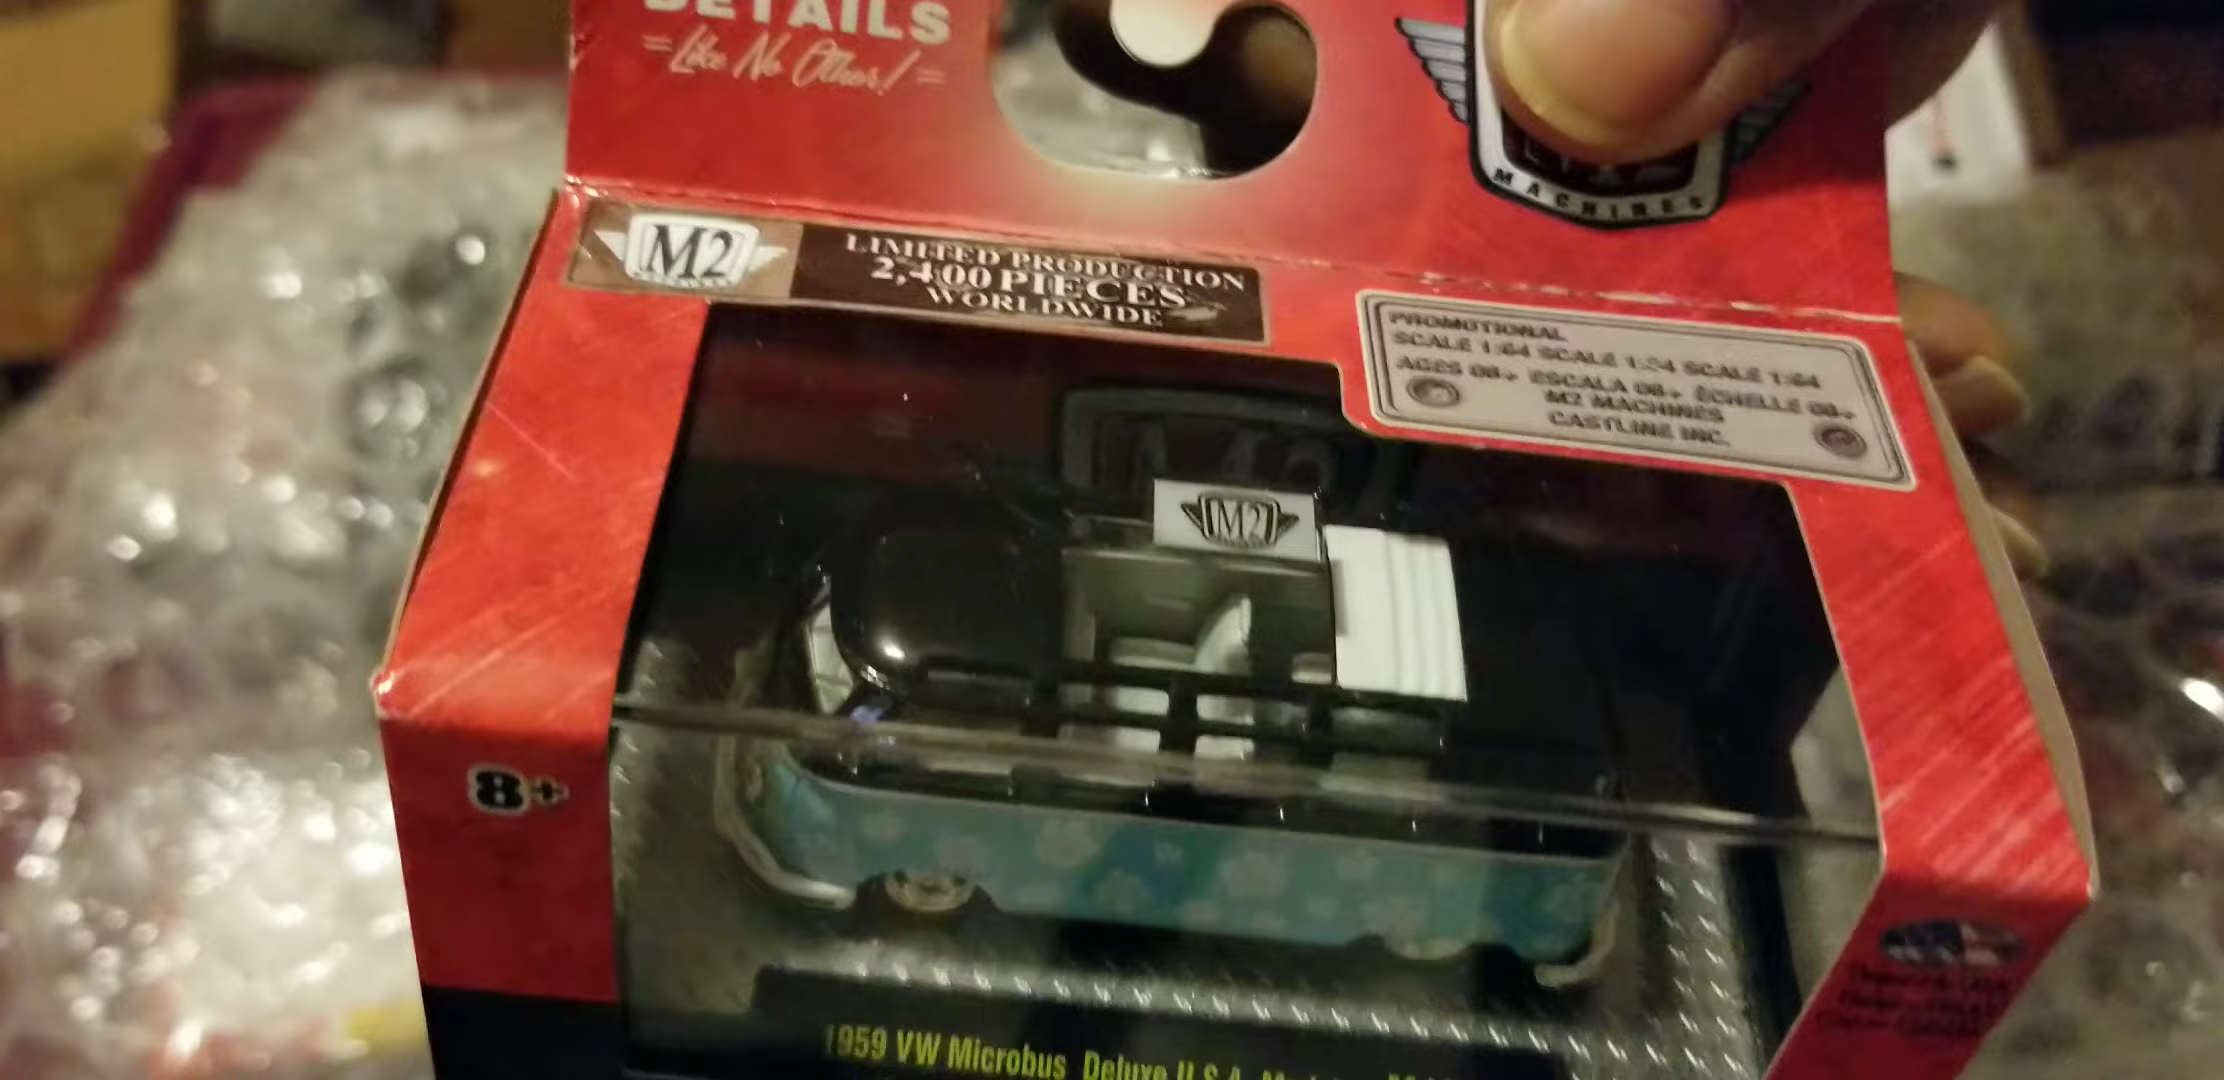 DETAILS
Like No Other!
MACHINES
M2
LIMITED PRODUCTION
2,400 PIECES
WORLDWIDE
PROMOTIONAL
SCALE 1:64 SCALE 1:24 SCALE 1:64
AGES 08+ ESCALA 08+ ÉCHELLE 08+
M2 MACHINES
CASTLINE INC.
M2
8+
1959 VW Microbus Deluxe U.S.A.